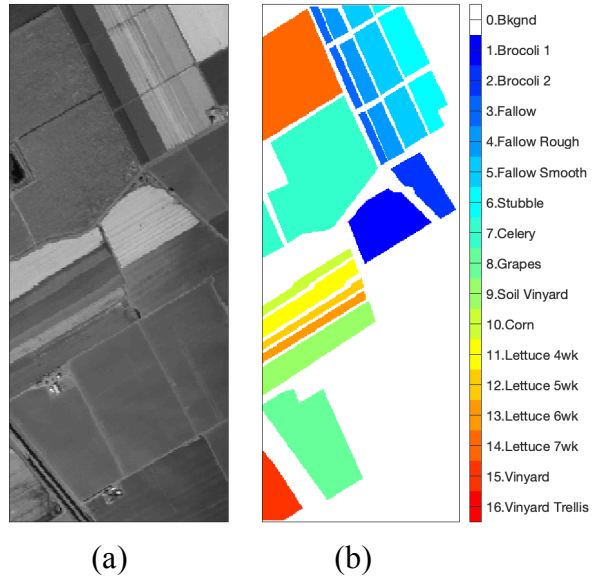 0.Bkgnd
1.Brocoli 1
2.Brocoli 2
3.Fallow
4.Fallow Rough
5.Fallow Smooth
6.Stubble
7.Celery
8.Grapes
9.Soil Vinyard
10.Corn
11.Lettuce 4wk
12.Lettuce 5wk
13.Lettuce 6wk
14.Lettuce 7wk
15.Vinyard
16.Vinyard Trellis
(a)
(b)